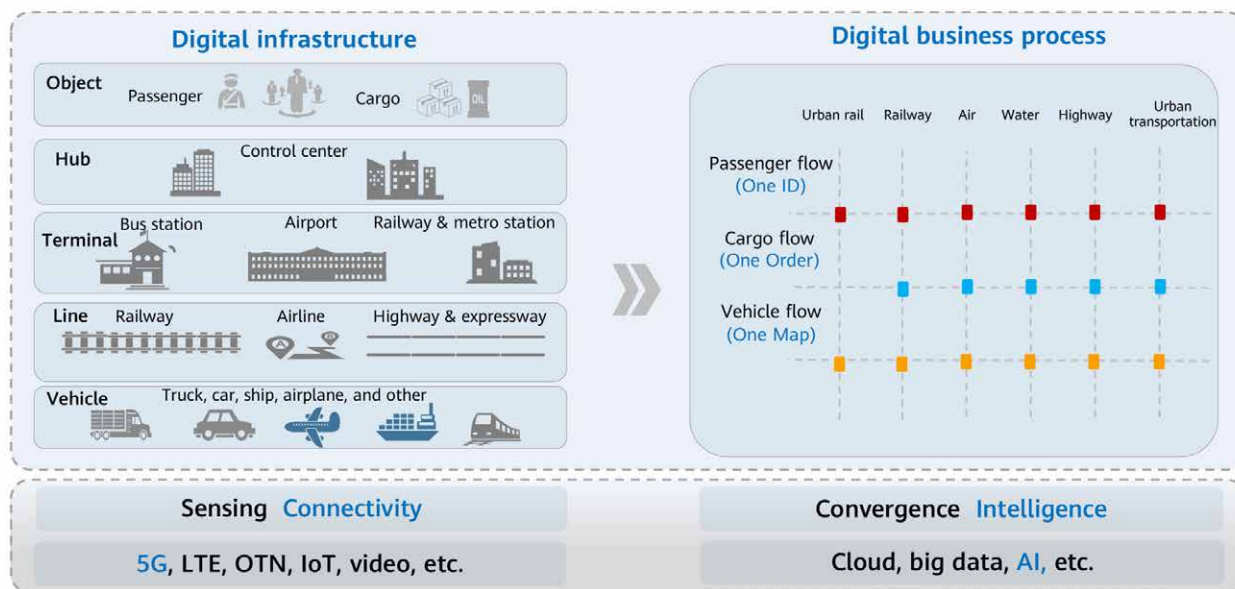 Digital infrastructure
Object
Passenger
Cargo
OIL
Hub
Control center
Terminal
Bus station
Airport
Railway & metro station
Line
Railway
Airline
Highway & expressway
A
B
Vehicle
Truck, car, ship, airplane, and other
Digital business process
Urban rail
Railway
Air
Water
Highway
Urban
transportation
Passenger flow
(One ID)
Cargo flow
(One Order)
Vehicle flow
(One Map)
Sensing Connectivity
5G, LTE, OTN, IoT, video, etc.
Convergence Intelligence
Cloud, big data, AI, etc.